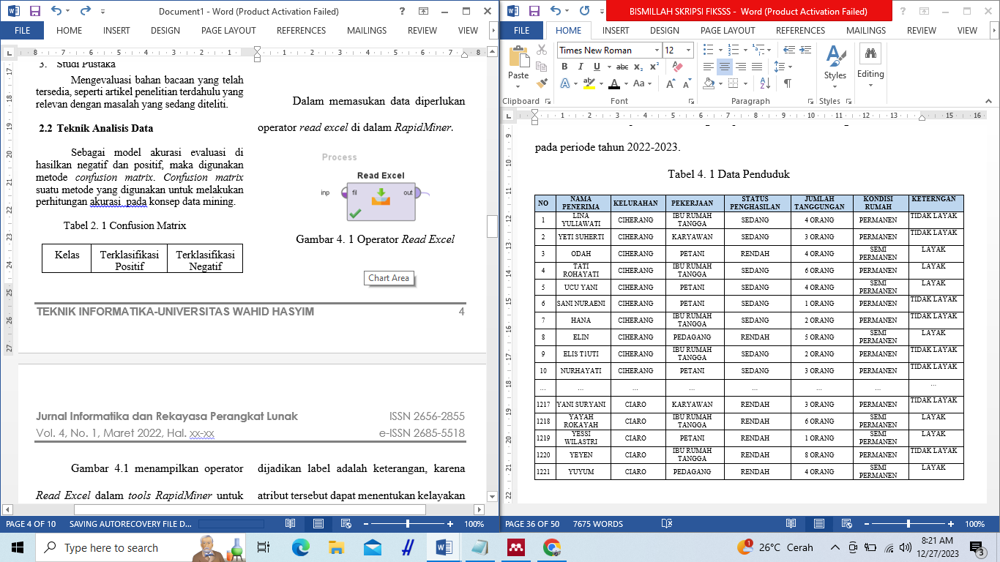 Document1 - Word (Product Activation Failed)
FILE HOME INSERT DESIGN PAGE LAYOUT REFERENCES MAILINGS REVIEW VIEW
3. Studi Pustaka
Mengevaluasi bahan bacaan yang telah
tersedia, seperti artikel penelitian terdahulu yang
relevan dengan masalah yang sedang diteliti.
2.2 Teknik Analisis Data
Sebagai model akurasi evaluasi di
hasilkan negatif dan positif, maka digunakan
metode confusion matrix. Confusion matrix
suatu metode yang digunakan untuk melakukan
perhitungan akurasi pada konsep data mining.
Tabel 2. 1 Confusion Matrix
Kelas Terklasifikasi Positif Terklasifikasi Negatif
Dalam memasukan data diperlukan
operator read excel di dalam RapidMiner.
Process
Read Excel
inp fil out
Gambar 4. 1 Operator Read Excel
Chart Area
TEKNIK INFORMATIKA-UNIVERSITAS WAHID HASYIM 4
Jurnal Informatika dan Rekayasa Perangkat Lunak ISSN 2656-2855
Vol. 4, No. 1, Maret 2022, Hal. xx-xx e-ISSN 2685-5518
Gambar 4.1 menampilkan operator
Read Excel dalam tools RapidMiner untuk
dijadikan label adalah keterangan, karena
atribut tersebut dapat menentukan kelayakan
PAGE 4 OF 10 SAVING AUTORECOVERY FILE D... 100%
BISMILLAH SKRIPSI FIKSSS - Word (Product Activation Failed)
FILE HOME INSERT DESIGN PAGE LAYOUT REFERENCES MAILINGS REVIEW VIEW
Times New Roman 12
Paste
B I U abc x2 x2
Styles Editing
Clipboard Font Paragraph Styles
pada periode tahun 2022-2023.
Tabel 4. 1 Data Penduduk
NO NAMA PENERIMA KELURAHAN PEKERJAAN STATUS PENGHASILAN JUMLAH TANGGUNGAN KONDISI RUMAH KETERNGAN
1 LINA YULIAWATI CIHERANG IBU RUMAH TANGGA SEDANG 4 ORANG PERMANEN TIDAK LAYAK
2 YETI SUHERTI CIHERANG KARYAWAN SEDANG 3 ORANG PERMANEN TIDAK LAYAK
3 ODAH CIHERANG PETANI RENDAH 4 ORANG SEMI PERMANEN LAYAK
4 TATI ROHAYATI CIHERANG IBU RUMAH TANGGA SEDANG 6 ORANG PERMANEN LAYAK
5 UCU YANI CIHERANG PETANI SEDANG 4 ORANG SEMI PERMANEN LAYAK
6 SANI NURAENI CIHERANG PETANI SEDANG 1 ORANG PERMANEN TIDAK LAYAK
7 HANA CIHERANG IBU RUMAH TANGGA SEDANG 2 ORANG PERMANEN TIDAK LAYAK
8 ELIN CIHERANG PEDAGANG RENDAH 5 ORANG SEMI PERMANEN LAYAK
9 ELIS T1UTI CIHERANG IBU RUMAH TANGGA SEDANG 2 ORANG PERMANEN TIDAK LAYAK
10 NURHAYATI CIHERANG PETANI SEDANG 3 ORANG PERMANEN TIDAK LAYAK
... ... ... ... ... ... ... ...
1217 YANI SURYANI CIARO KARYAWAN RENDAH 3 ORANG PERMANEN TIDAK LAYAK
1218 YAYAH ROKAYAH CIARO IBU RUMAH TANGGA RENDAH 6 ORANG SEMI PERMANEN LAYAK
1219 YESSI WILASTRI CIARO PETANI RENDAH 1 ORANG SEMI PERMANEN LAYAK
1220 YEYEN CIARO IBU RUMAH TANGGA RENDAH 8 ORANG PERMANEN TIDAK LAYAK
1221 YUYUM CIARO PEDAGANG RENDAH 4 ORANG SEMI PERMANEN LAYAK
PAGE 36 OF 50 7675 WORDS 100%
Type here to search
26°C Cerah
8:21 AM
12/27/2023